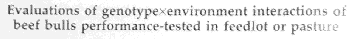 Evaluations of genotype×environment interactions of
beef bulls performance-tested in feedlot or pasture